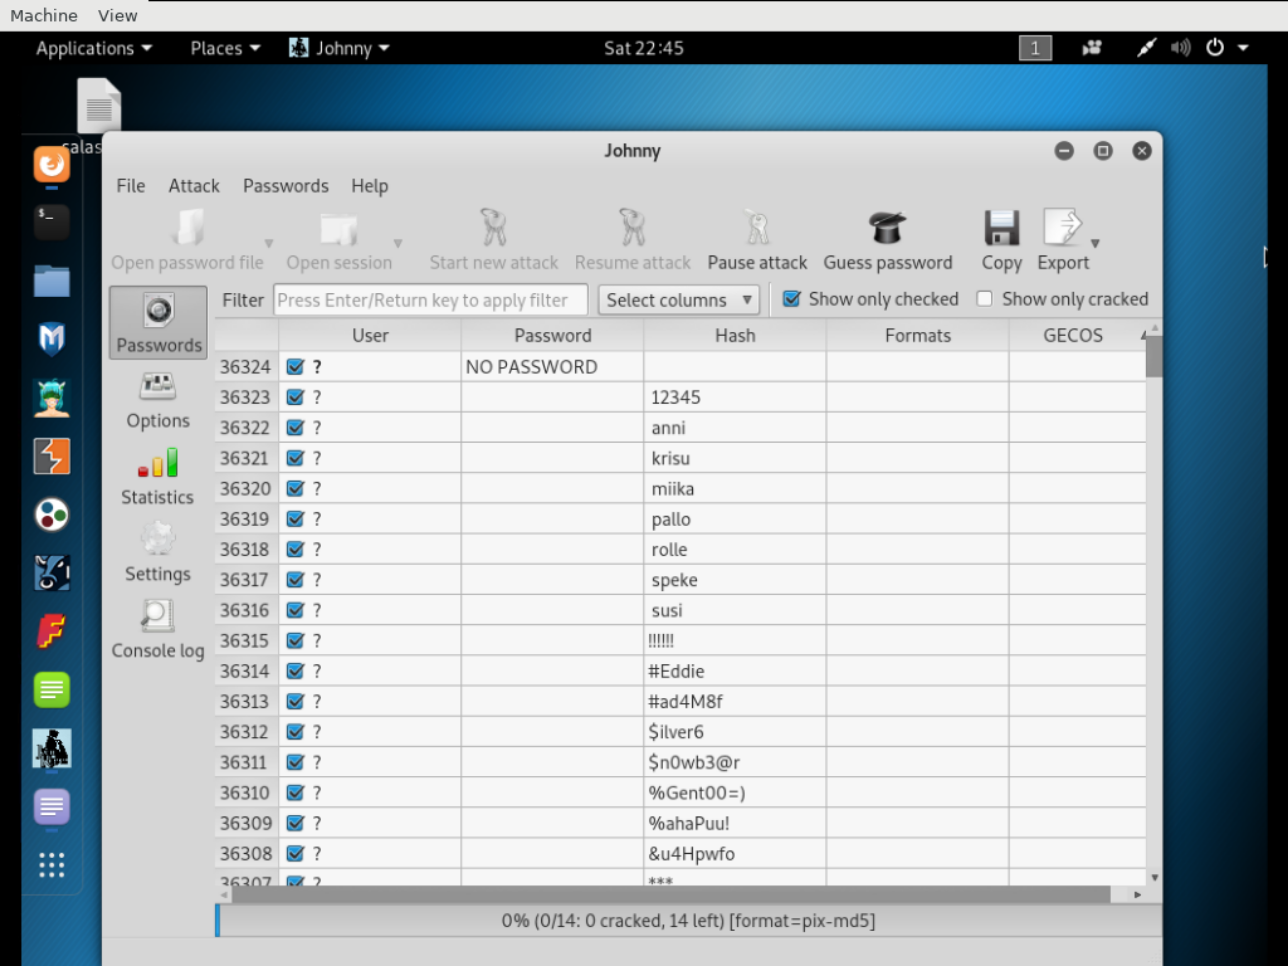 Machine View
Applications Places Johnny Sat 22:45 1
salas
$_
Johnny
File Attack Passwords Help
Open password file Open session Start new attack Resume attack Pause attack Guess password Copy Export
Filter Press Enter/Return key to apply filter Select columns Show only checked Show only cracked
Passwords
Options
Statistics
Settings
Console log
User Password Hash Formats GECOS
36324 ? NO PASSWORD
36323 ? 12345
36322 ? anni
36321 ? krisu
36320 ? miika
36319 ? pallo
36318 ? rolle
36317 ? speke
36316 ? susi
36315 ? !!!!!!
36314 ? #Eddie
36313 ? #ad4M8f
36312 ? $ilver6
36311 ? $n0wb3@r
36310 ? %Gent00=)
36309 ? %ahaPuu!
36308 ? &u4Hpwfo
36307 ? ***
0% (0/14: 0 cracked, 14 left) [format=pix-md5]